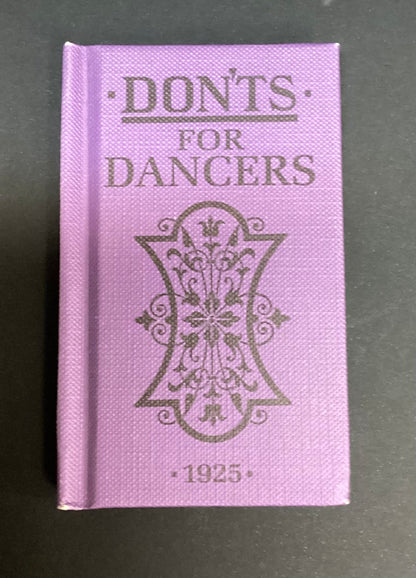 · DON'TS ·
FOR
DANCERS
· 1925 ·